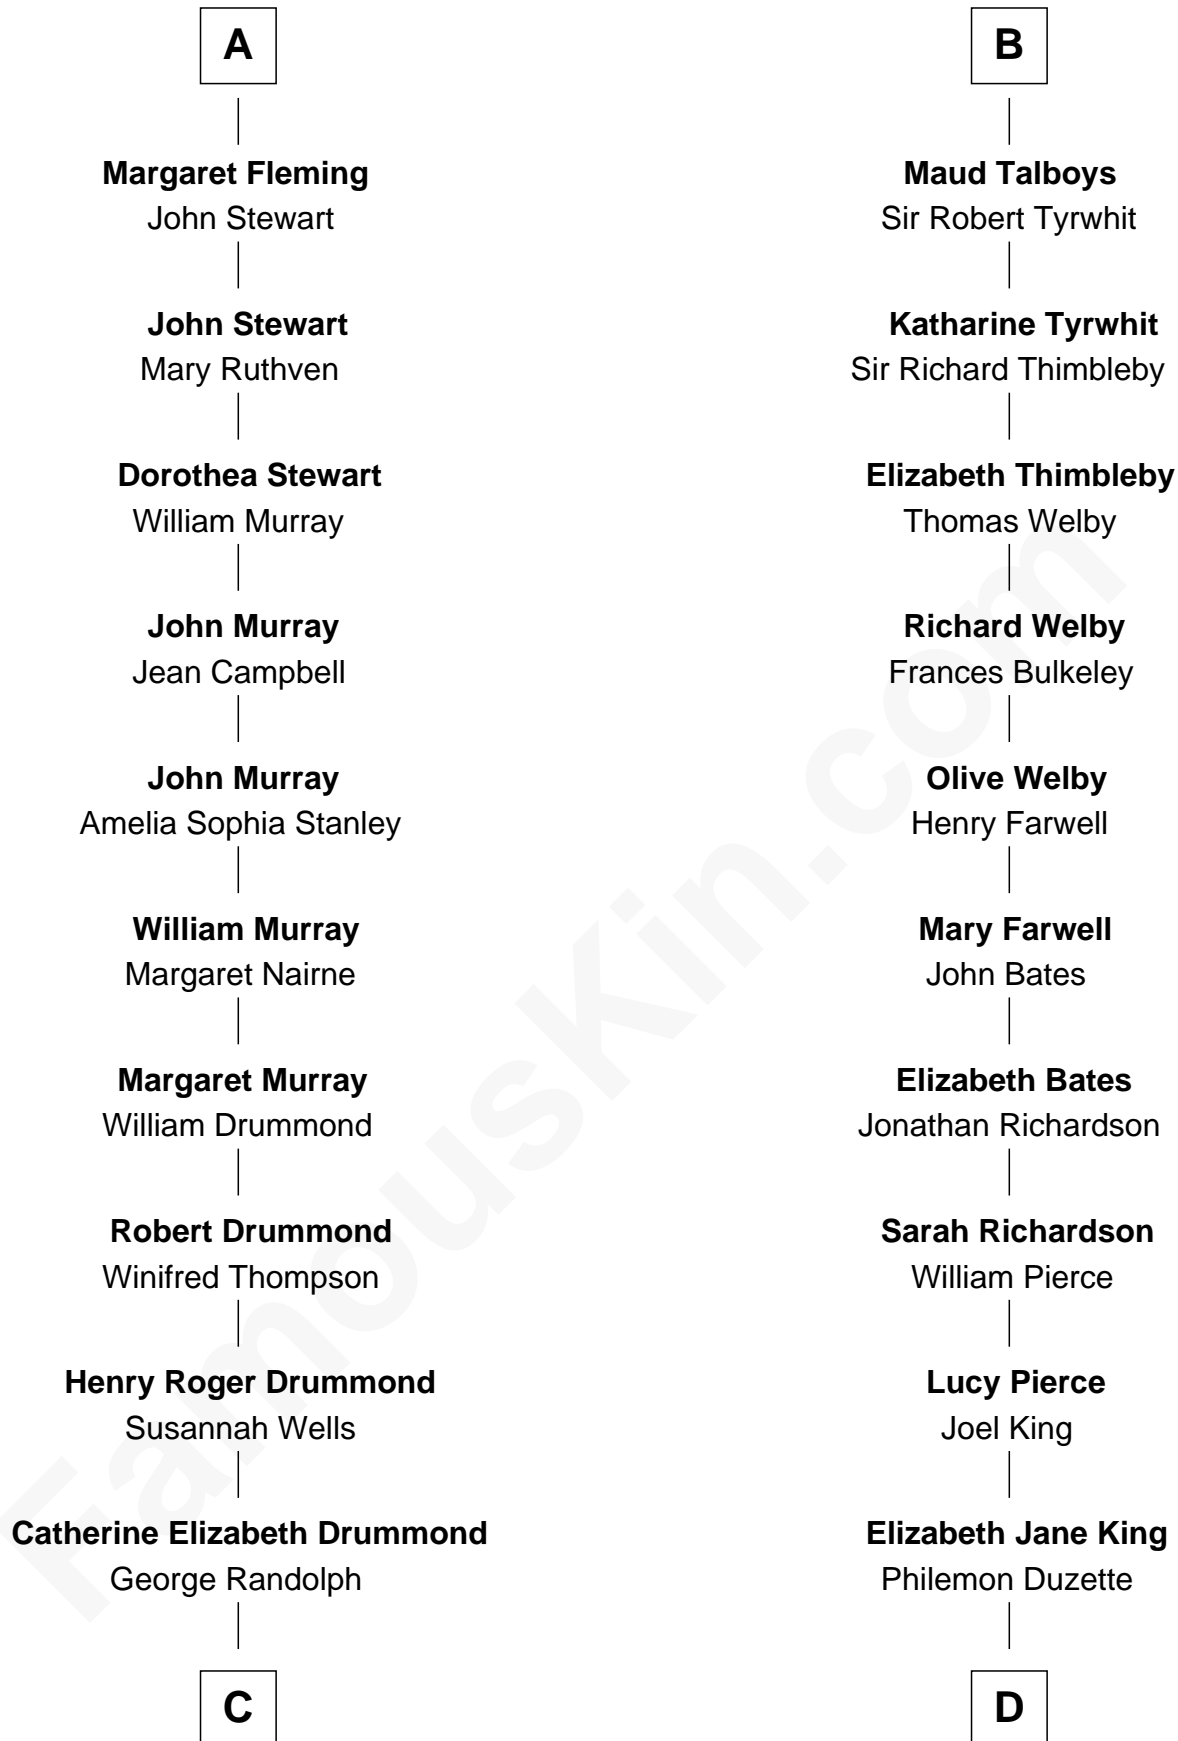 A
Margaret Fleming
John Stewart
John Stewart
Mary Ruthven
Dorothea Stewart
William Murray
John Murray
Jean Campbell
John Murray
Amelia Sophia Stanley
William Murray
Margaret Nairne
Margaret Murray
William Drummond
Robert Drummond
Winifred Thompson
Henry Roger Drummond
Susannah Wells
Catherine Elizabeth Drummond
George Randolph
C
B
Maud Talboys
Sir Robert Tyrwhit
Katharine Tyrwhit
Sir Richard Thimbleby
Elizabeth Thimbleby
Thomas Welby
Richard Welby
Frances Bulkeley
Olive Welby
Henry Farwell
Mary Farwell
John Bates
Elizabeth Bates
Jonathan Richardson
Sarah Richardson
William Pierce
Lucy Pierce
Joel King
Elizabeth Jane King
Philemon Duzette
D
FamousKin.com